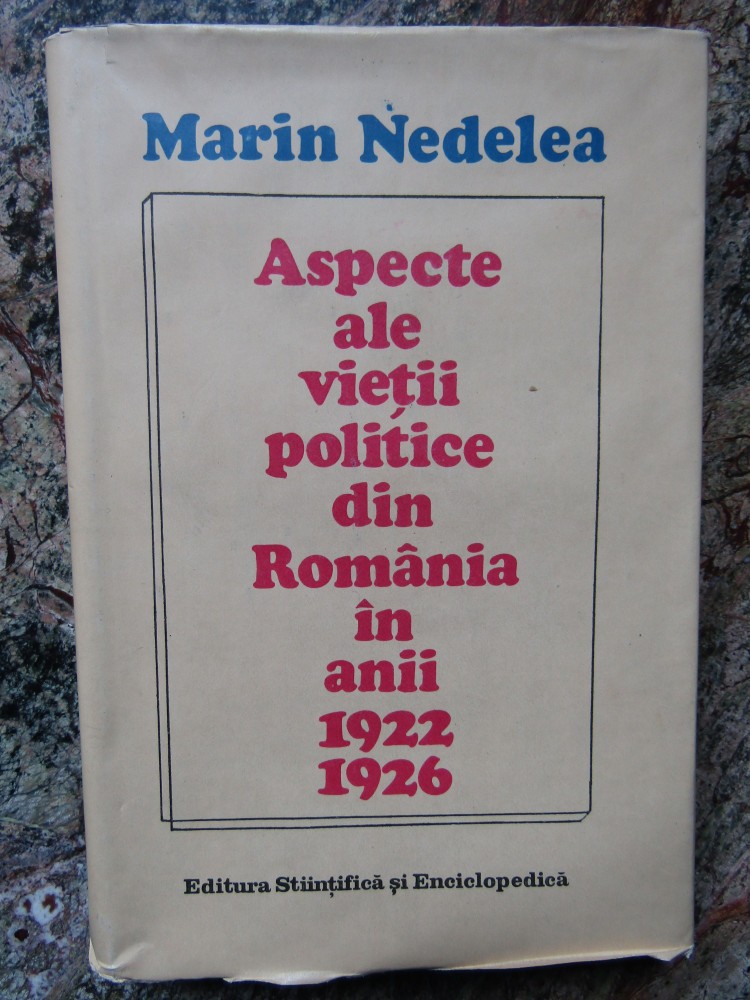 Marin Nedelea
Aspecte
ale
vieții
politice
din
România
în
anii
1922
1926
Editura Stiințifică și Enciclopedică